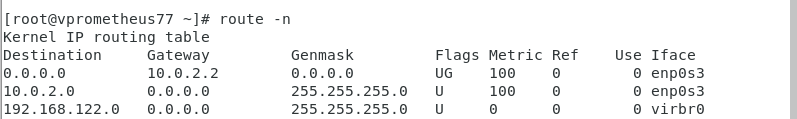 [root@vprometheus77 ~]# route -n
Kernel IP routing table
Destination     Gateway         Genmask         Flags Metric Ref    Use Iface
0.0.0.0         10.0.2.2        0.0.0.0         UG    100    0        0 enp0s3
10.0.2.0        0.0.0.0         255.255.255.0   U     100    0        0 enp0s3
192.168.122.0   0.0.0.0         255.255.255.0   U     0      0        0 virbr0